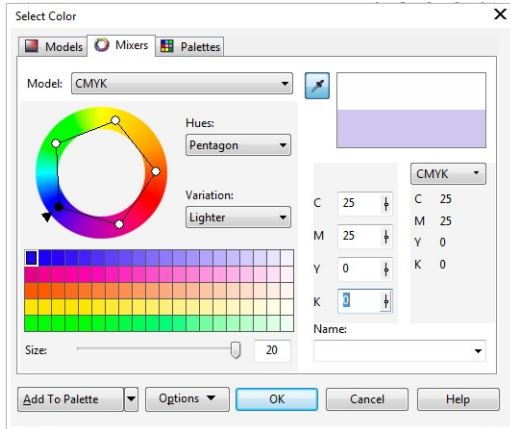 Select Color
Models Mixers Palettes
Model: CMYK
Hues:
Pentagon
Variation:
Lighter
CMYK
C 25 C 25
M 25 M 25
Y 0 Y 0
K 0 K 0
Name:
Size: 20
Add To Palette Options OK Cancel Help